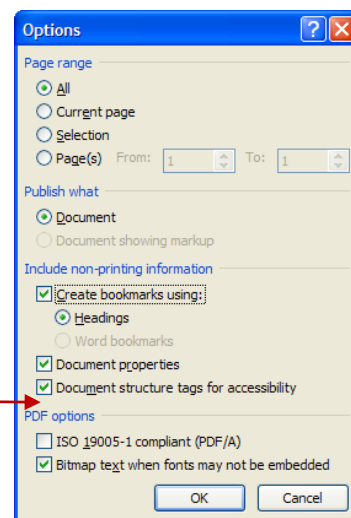 Options
Page range
All
Current page
Selection
Page(s) From: 1 To: 1
Publish what
Document
Document showing markup
Include non-printing information
Create bookmarks using:
Headings
Word bookmarks
Document properties
Document structure tags for accessibility
PDF options
ISO 19005-1 compliant (PDF/A)
Bitmap text when fonts may not be embedded
OK Cancel